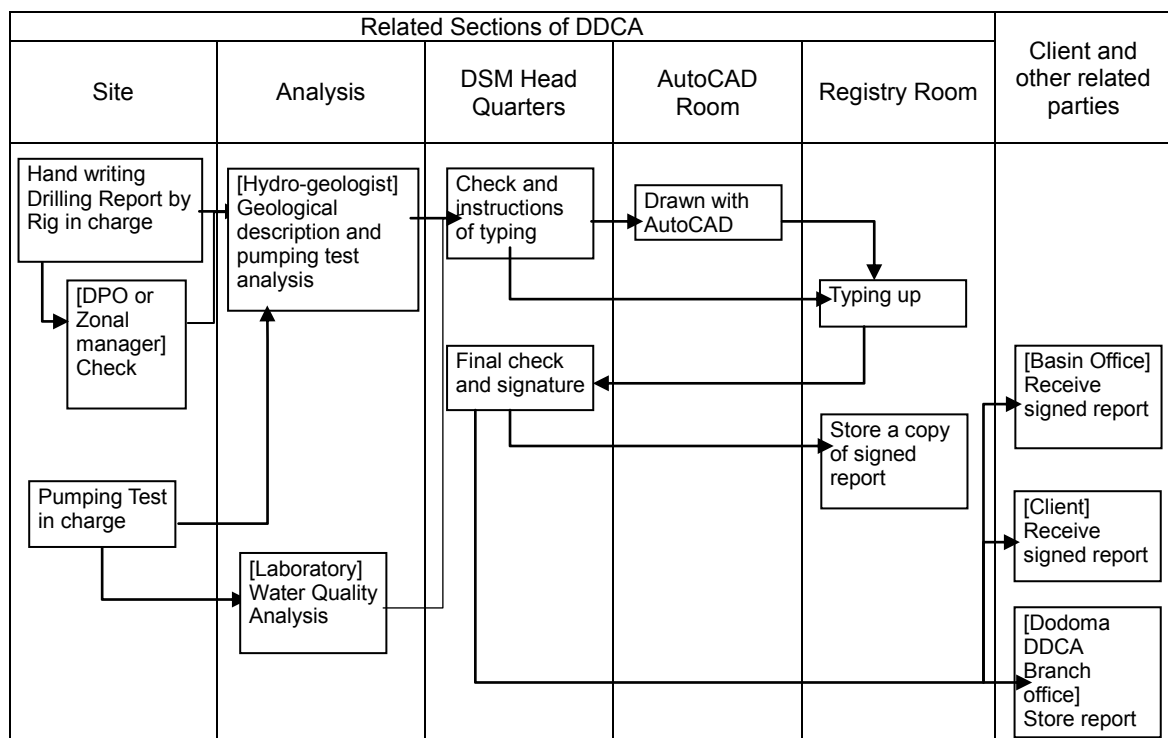 Related Sections of DDCA
Client and
other related
parties
Site
Analysis
DSM Head
Quarters
AutoCAD
Room
Registry Room
Hand writing
Drilling Report by
Rig in charge
[DPO or
Zonal
manager]
Check
Pumping Test
in charge
[Hydro-geologist]
Geological
description and
pumping test
analysis
[Laboratory]
Water Quality
Analysis
Check and
instructions
of typing
Final check
and signature
Drawn with
AutoCAD
Typing up
Store a copy
of signed
report
[Basin Office]
Receive
signed report
[Client]
Receive
signed report
[Dodoma
DDCA
Branch
office]
Store report